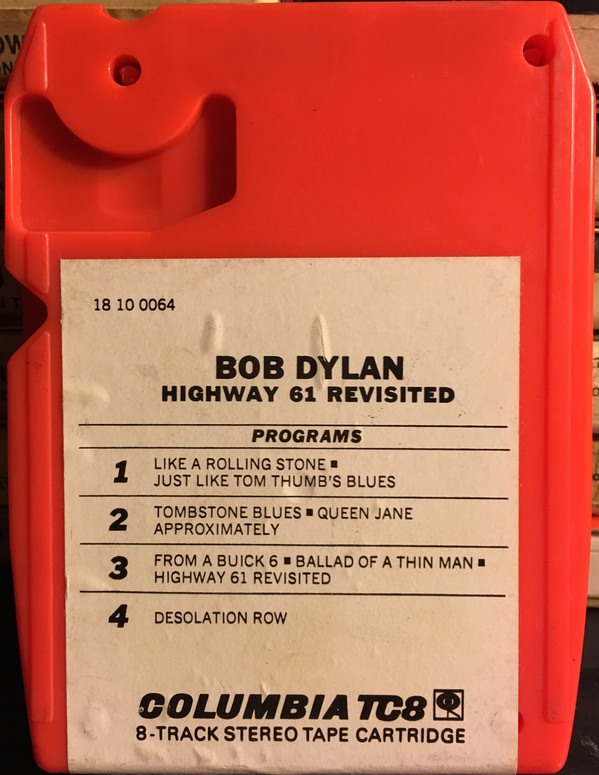 18 10 0064
BOB DYLAN
HIGHWAY 61 REVISITED
PROGRAMS
1 LIKE A ROLLING STONE ■
JUST LIKE TOM THUMB'S BLUES
2 TOMBSTONE BLUES ■ QUEEN JANE
APPROXIMATELY
3 FROM A BUICK 6 ■ BALLAD OF A THIN MAN ■
HIGHWAY 61 REVISITED
4 DESOLATION ROW
COLUMBIA TC8
8-TRACK STEREO TAPE CARTRIDGE